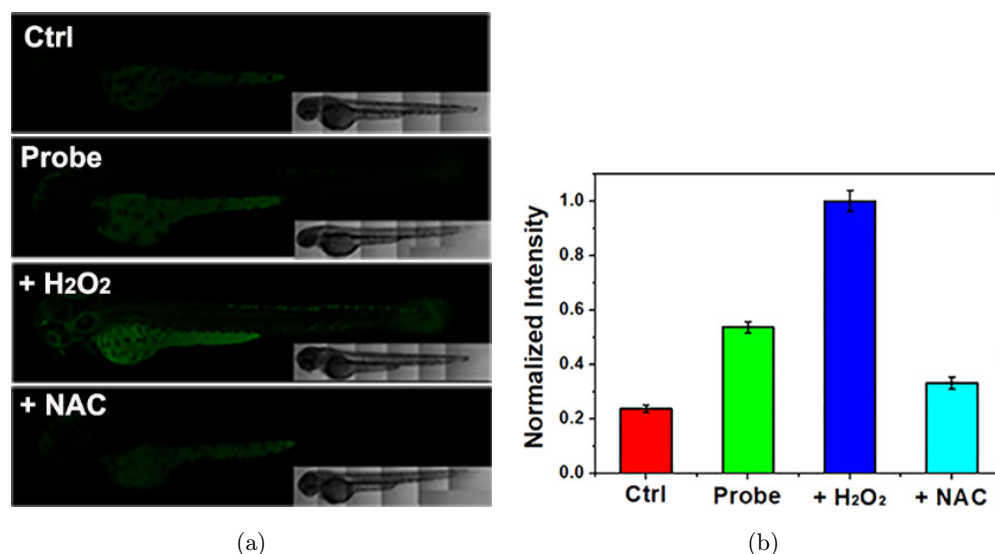 Ctrl
Probe
+ H₂O₂
+ NAC
(a)
Normalized Intensity
1.0
0.8
0.6
0.4
0.2
0.0
Ctrl Probe + H₂O₂ + NAC
(b)